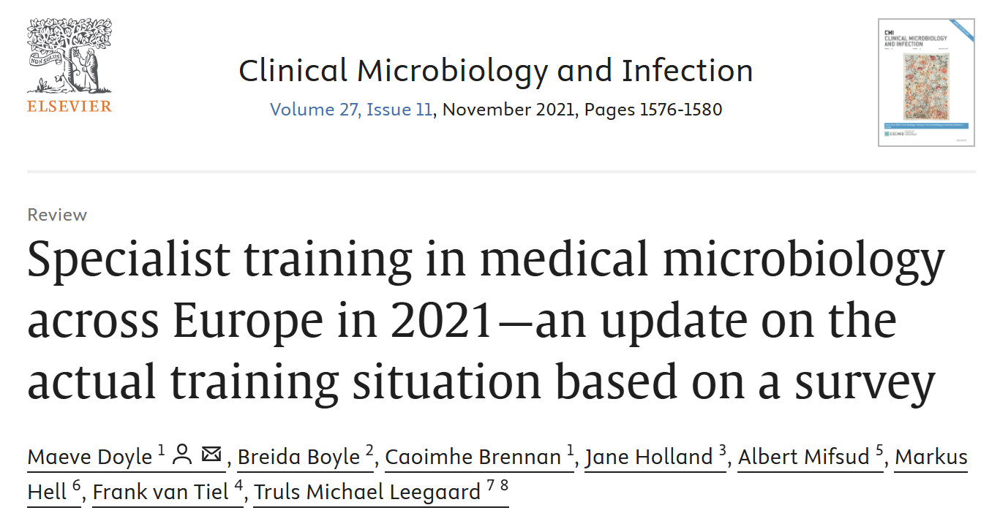 NON SOLUS
ELSEVIER
Clinical Microbiology and Infection
Volume 27, Issue 11, November 2021, Pages 1576-1580
CMI
CLINICAL MICROBIOLOGY
AND INFECTION
ESCMID
Review
Specialist training in medical microbiology
across Europe in 2021—an update on the
actual training situation based on a survey
Maeve Doyle 1, Breida Boyle 2, Caoimhe Brennan 1, Jane Holland 3, Albert Mifsud 5, Markus
Hell 6, Frank van Tiel 4, Truls Michael Leegaard 7 8